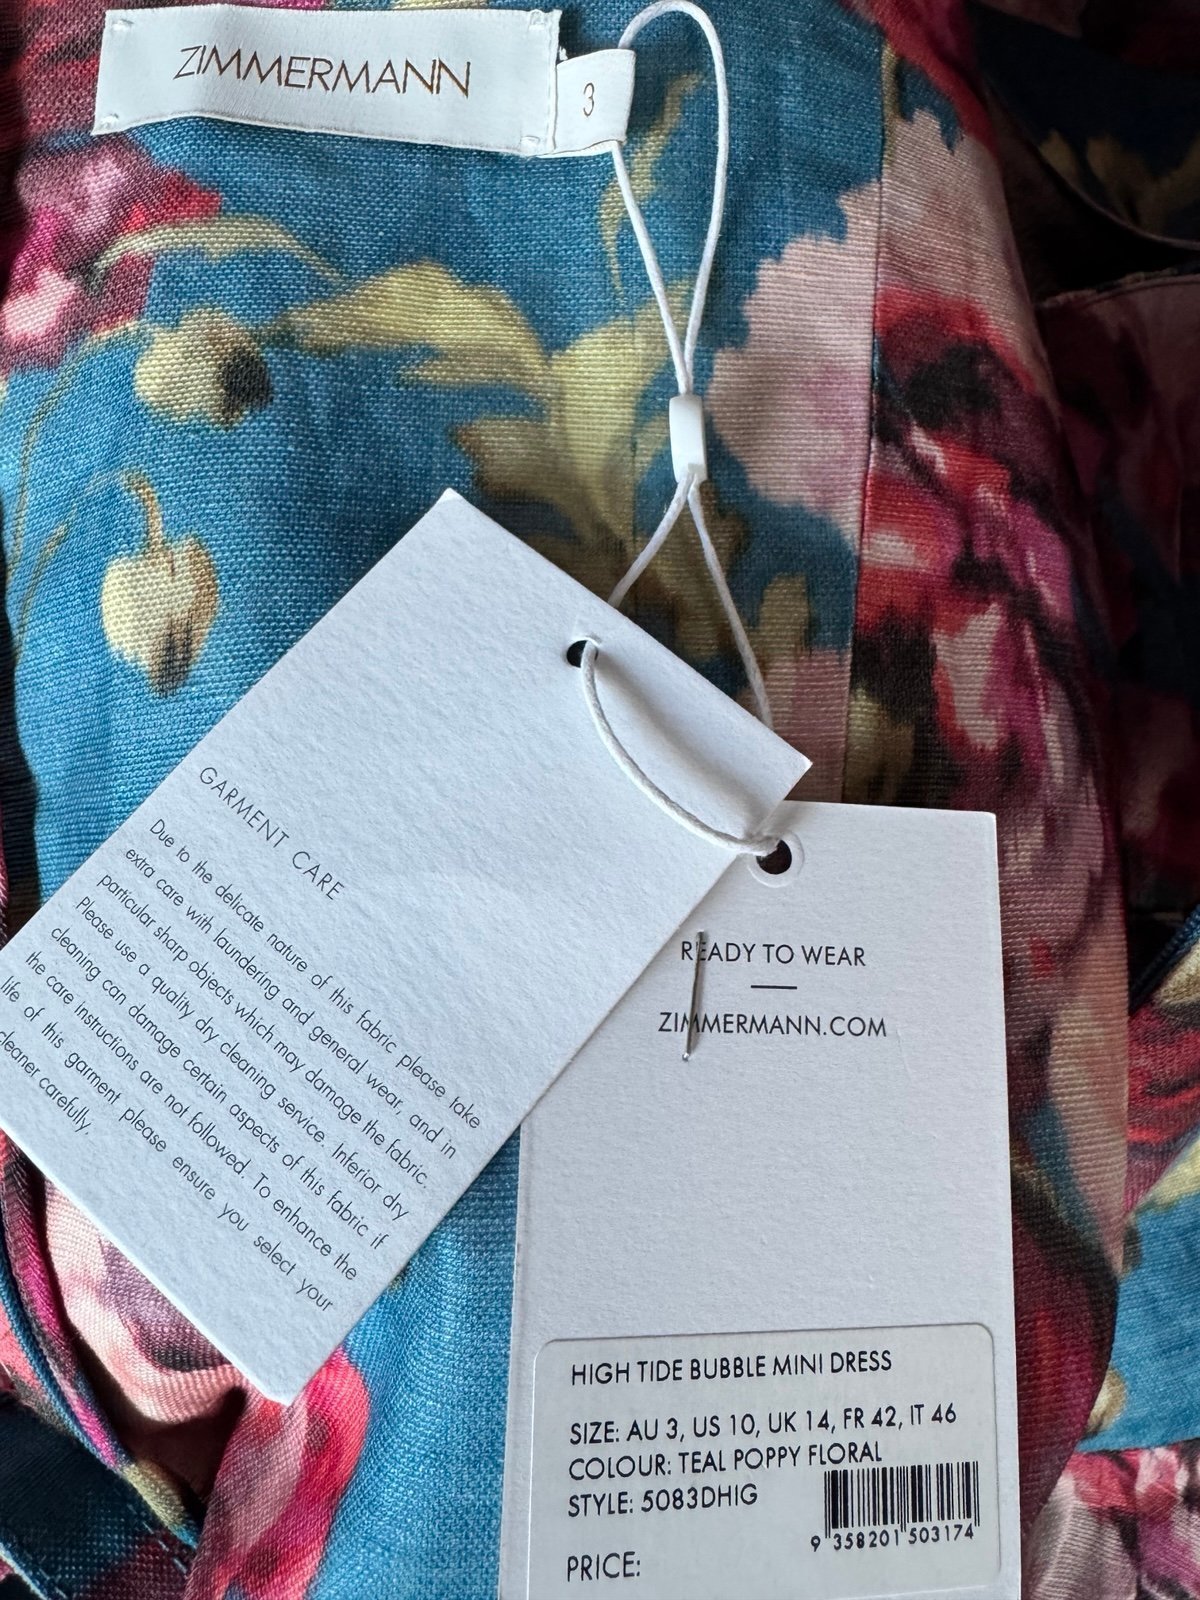 ZIMMERMANN
3
GARMENT CARE
Due to the delicate nature of this fabric please take
extra care with laundering and general wear, and in
particular sharp objects which may damage the fabric.
Please use a quality dry cleaning service. Inferior dry
cleaning can damage certain aspects of this fabric if
the care instructions are not followed. To enhance the
life of this garment please ensure you select your
cleaner carefully.
READY TO WEAR
ZIMMERMANN.COM
HIGH TIDE BUBBLE MINI DRESS
SIZE: AU 3, US 10, UK 14, FR 42, IT 46
COLOUR: TEAL POPPY FLORAL
STYLE: 5083DHIG
9 358201 503174
PRICE: